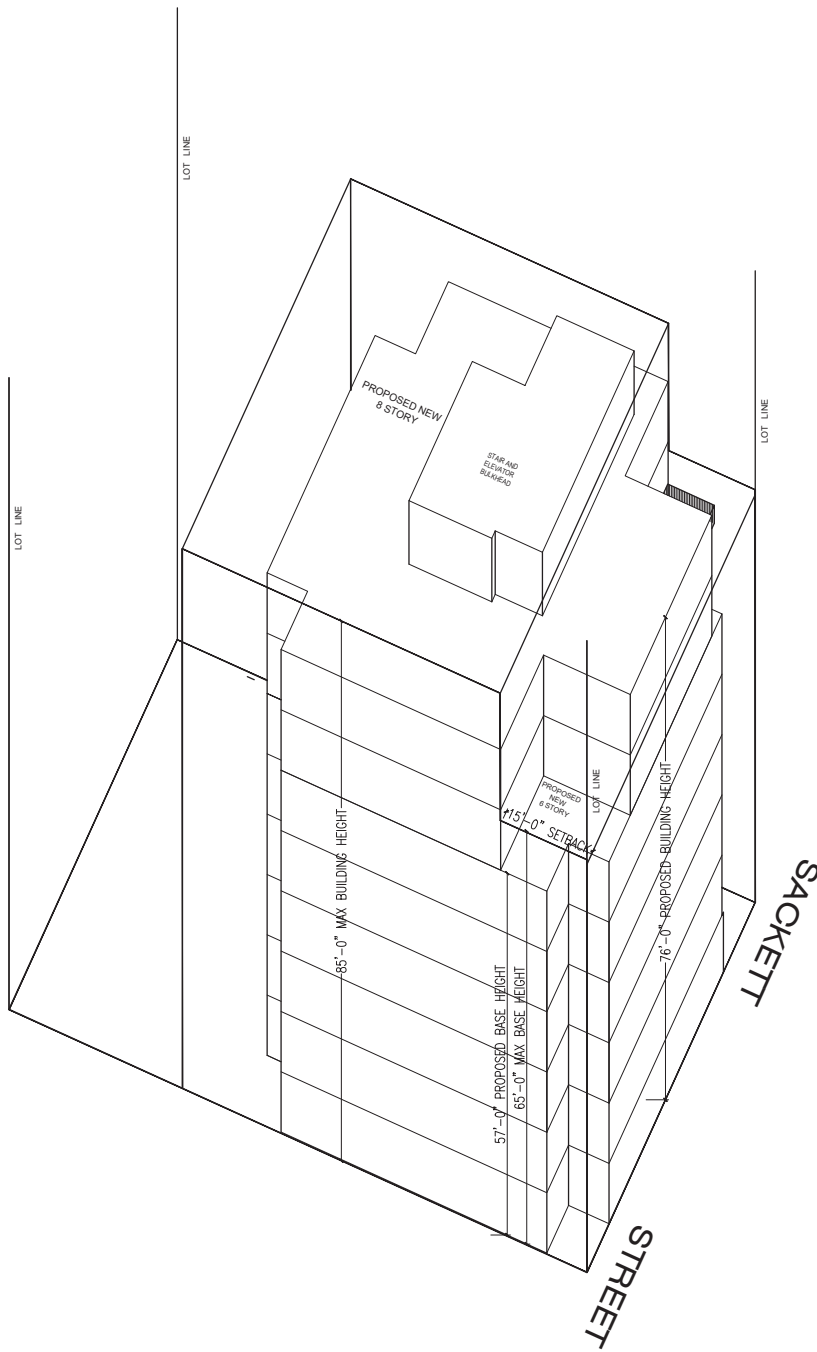 LOT LINE
LOT LINE
LOT LINE
PROPOSED NEW
8 STORY
STAIR AND
ELEVATOR
BULKHEAD
PROPOSED
NEW
6 STORY
LOT LINE
15'-0" SETBACK
85'-0" MAX BUILDING HEIGHT
57'-0" PROPOSED BASE HEIGHT
65'-0" MAX BASE HEIGHT
76'-0" PROPOSED BUILDING HEIGHT
SACKETT
STREET